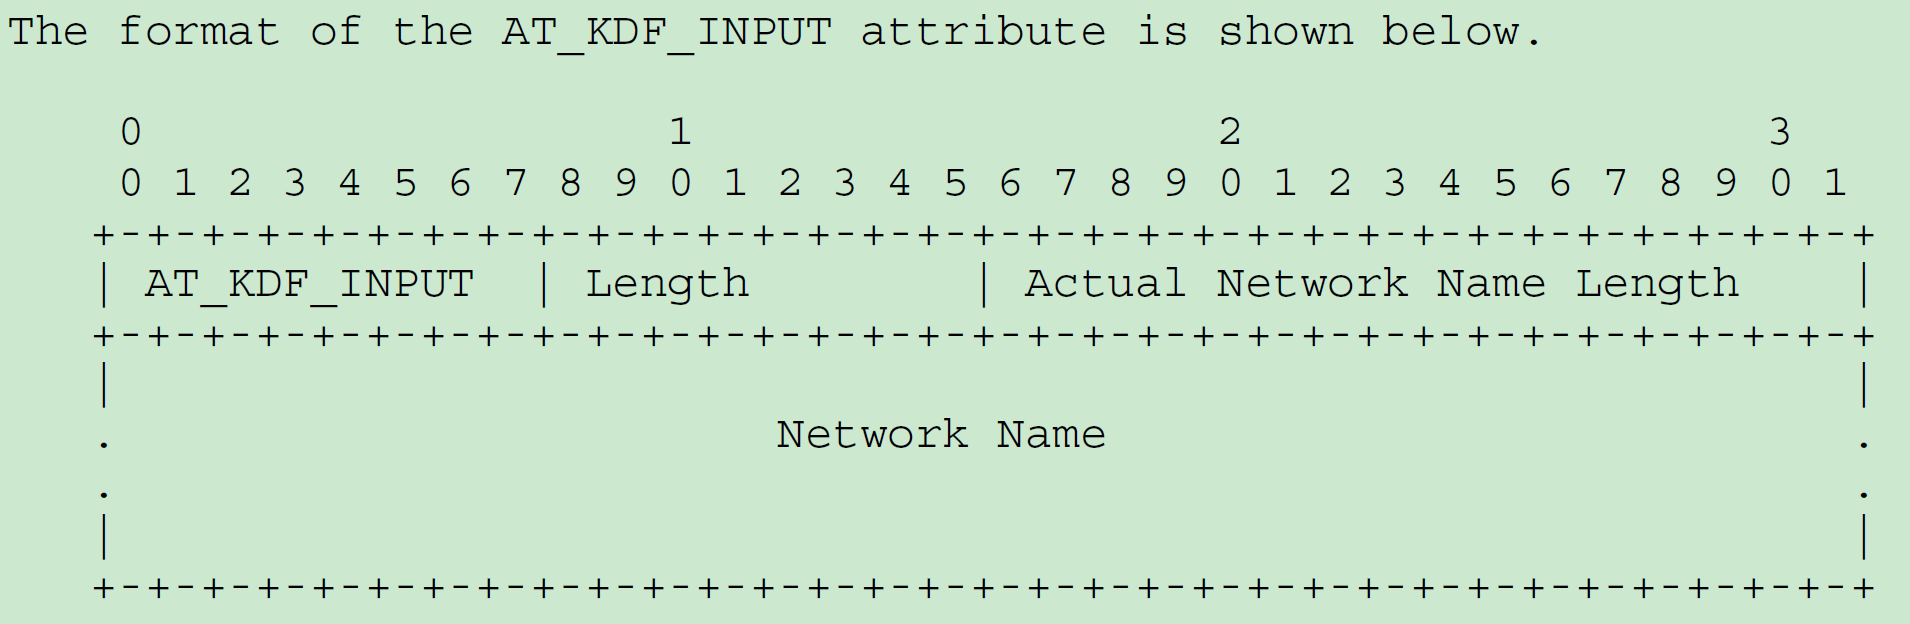 The format of the AT_KDF_INPUT attribute is shown below.
0                   1                   2                   3
0 1 2 3 4 5 6 7 8 9 0 1 2 3 4 5 6 7 8 9 0 1 2 3 4 5 6 7 8 9 0 1
+-+-+-+-+-+-+-+-+-+-+-+-+-+-+-+-+-+-+-+-+-+-+-+-+-+-+-+-+-+-+-+-+
| AT_KDF_INPUT  | Length        | Actual Network Name Length    |
+-+-+-+-+-+-+-+-+-+-+-+-+-+-+-+-+-+-+-+-+-+-+-+-+-+-+-+-+-+-+-+-+
|                                                               |
.                        Network Name                           .
.                                                               .
|                                                               |
+-+-+-+-+-+-+-+-+-+-+-+-+-+-+-+-+-+-+-+-+-+-+-+-+-+-+-+-+-+-+-+-+